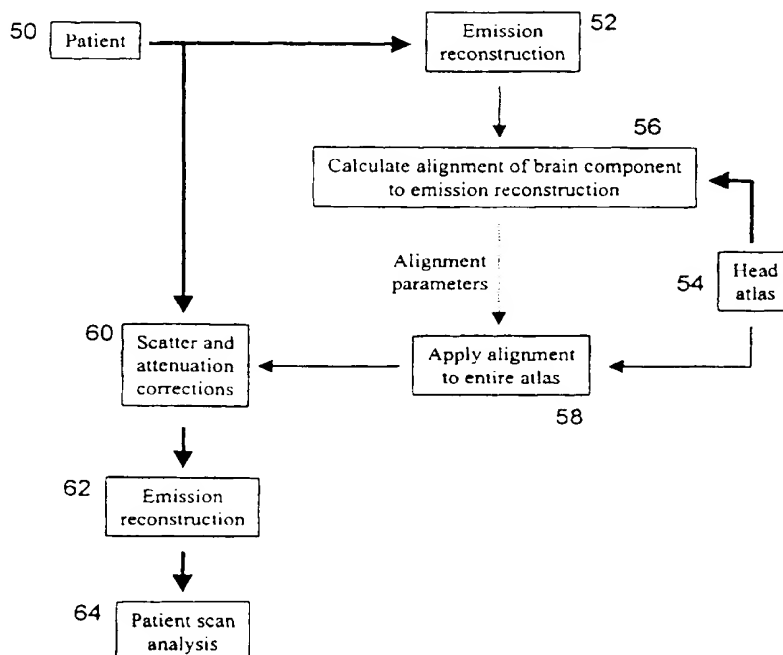 50
Patient
52
Emission
reconstruction
56
Calculate alignment of brain component
to emission reconstruction
Alignment
parameters
54
Head
atlas
60
Scatter and
attenuation
corrections
Apply alignment
to entire atlas
58
62
Emission
reconstruction
64
Patient scan
analysis